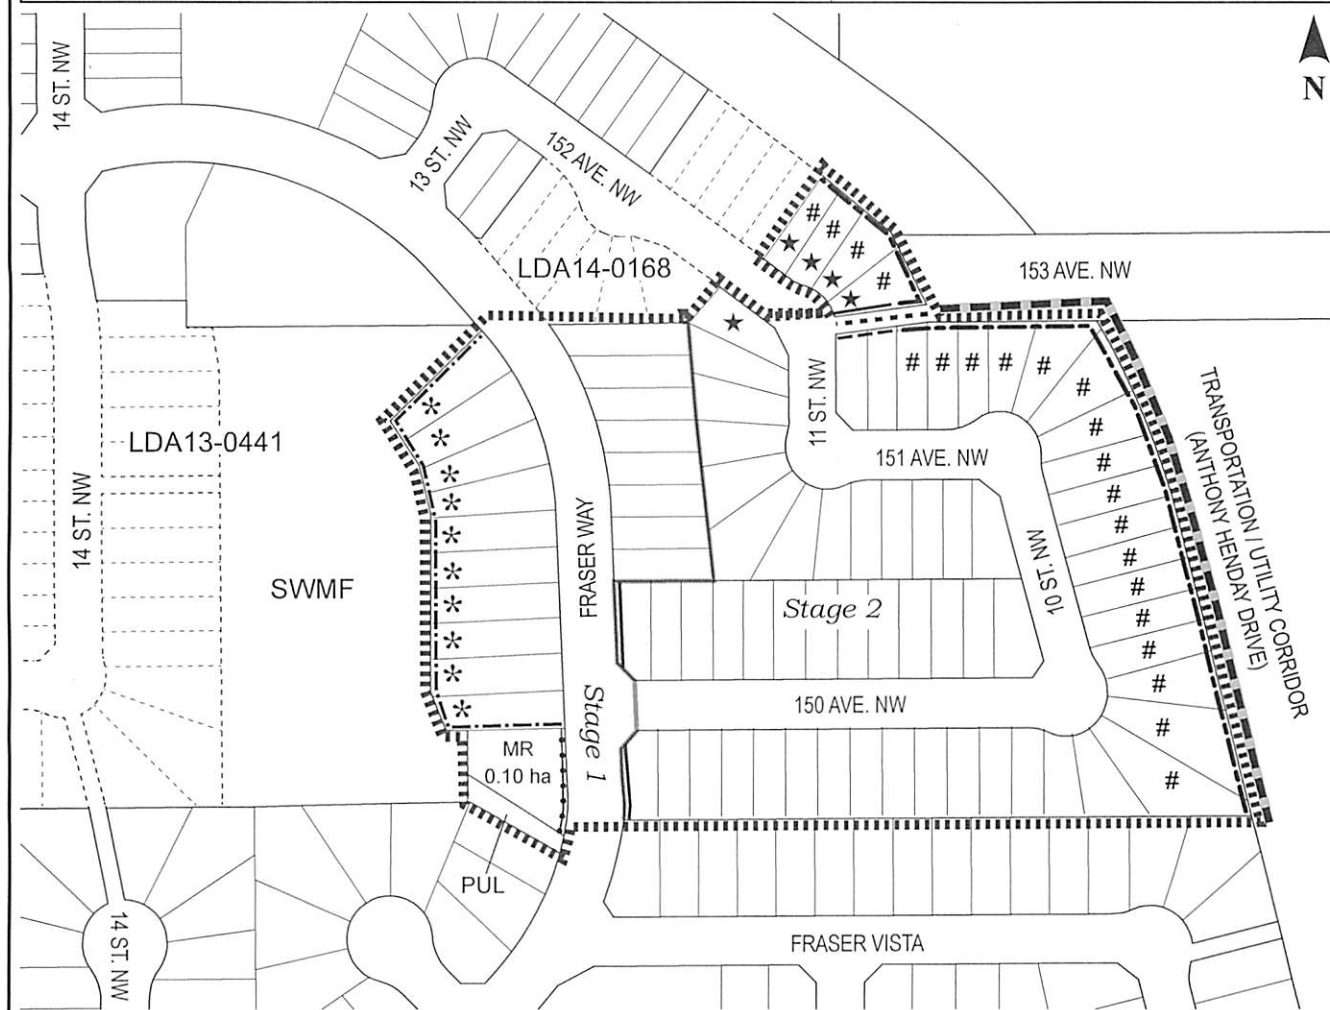 14 ST. NW
N
13 ST. NW
152 AVE. NW
#
#
#
#
LDA14-0168
153 AVE. NW
# # # # # #
11 ST. NW
TRANSPORTATION / UTILITY CORRIDOR
(ANTHONY HENDAY DRIVE)
*
*
*
*
*
*
*
*
*
*
LDA13-0441
14 ST. NW
151 AVE. NW
#
#
#
#
#
#
#
#
#
#
#
FRASER WAY
10 ST. NW
SWMF
Stage 2
Stage 1
150 AVE. NW
MR
0.10 ha
PUL
14 ST. NW
FRASER VISTA